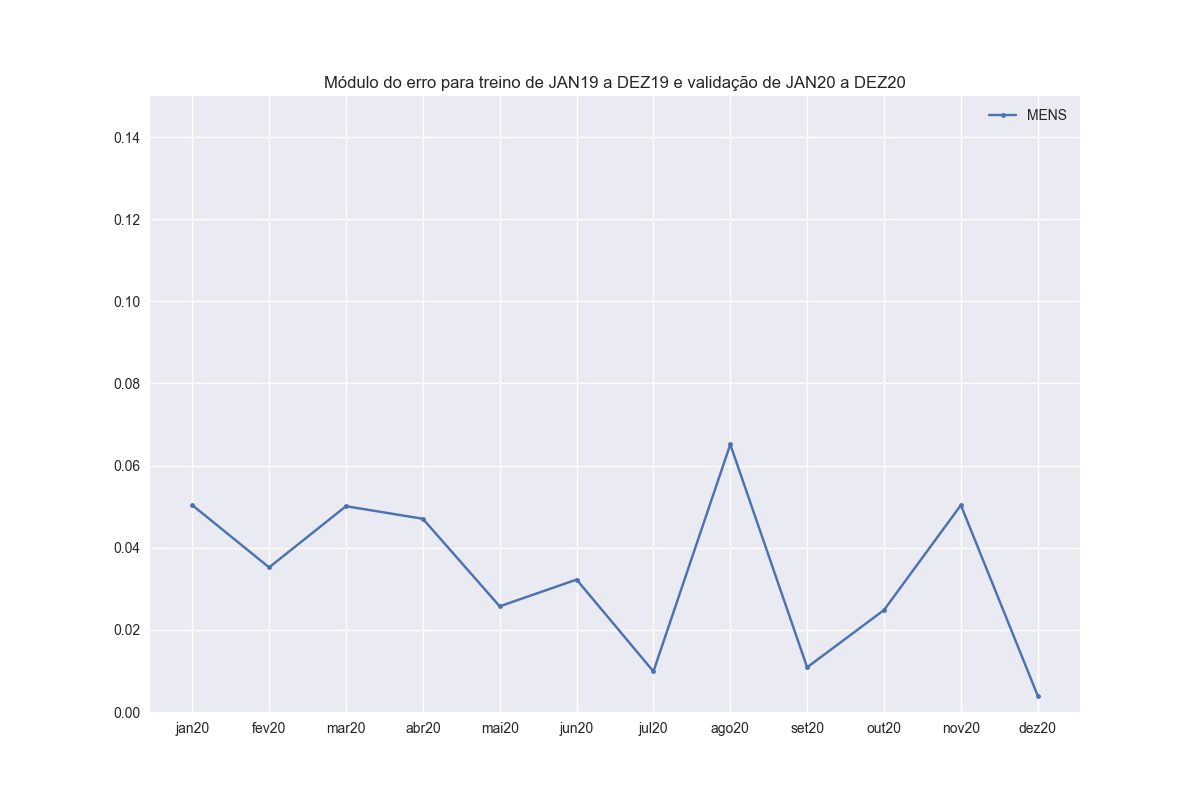 Módulo do erro para treino de JAN19 a DEZ19 e validação de JAN20 a DEZ20
MENS
0.14
0.12
0.10
0.08
0.06
0.04
0.02
0.00
jan20 fev20 mar20 abr20 mai20 jun20 jul20 ago20 set20 out20 nov20 dez20